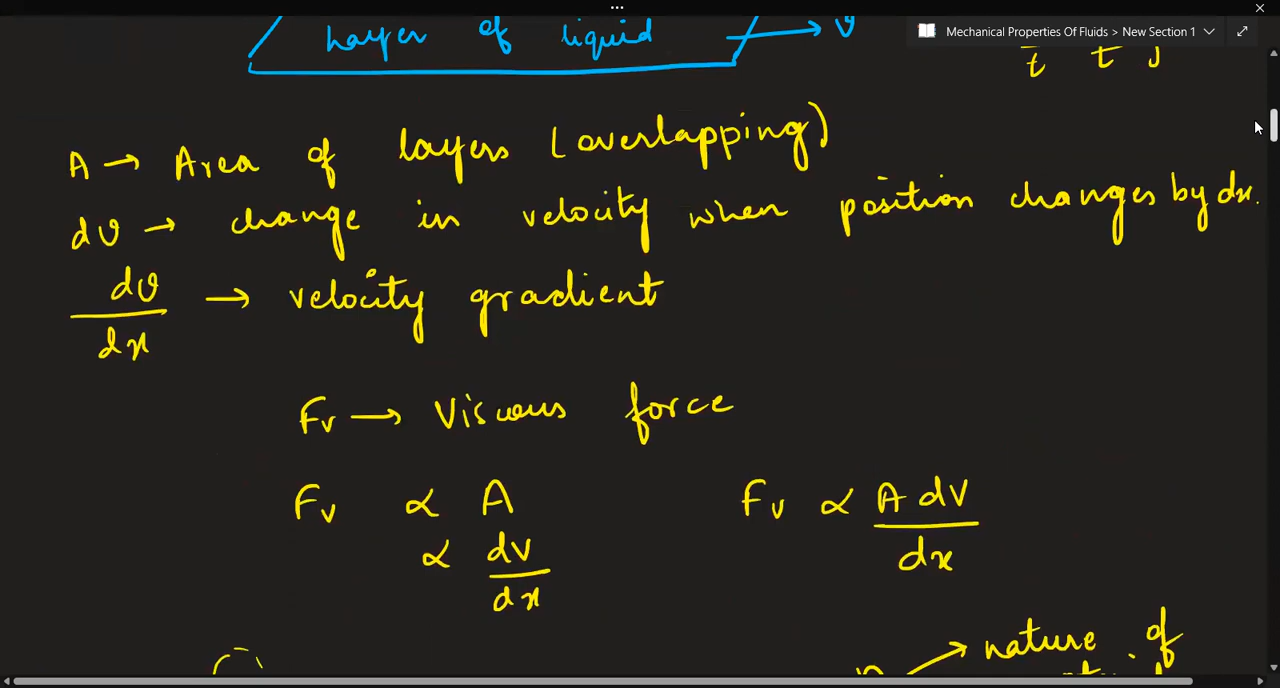 Mechanical Properties Of Fluids > New Section 1
Layer of liquid → v
t t
A → Area of layers (overlapping)
dv → change in velocity when position changes by dx.
dv/dx → velocity gradient
Fv → Viscous force
Fv ∝ A
∝ dv/dx
Fv ∝ A dv/dx
→ nature of